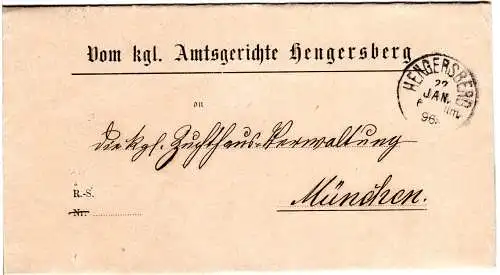 Vom kgl. Amtsgerichte Hengersberg
HENGERSBERG
22
JAN.
96.
an
die kgl. Zuchthaus-Verwaltung
München.
R.-S.
Nr.